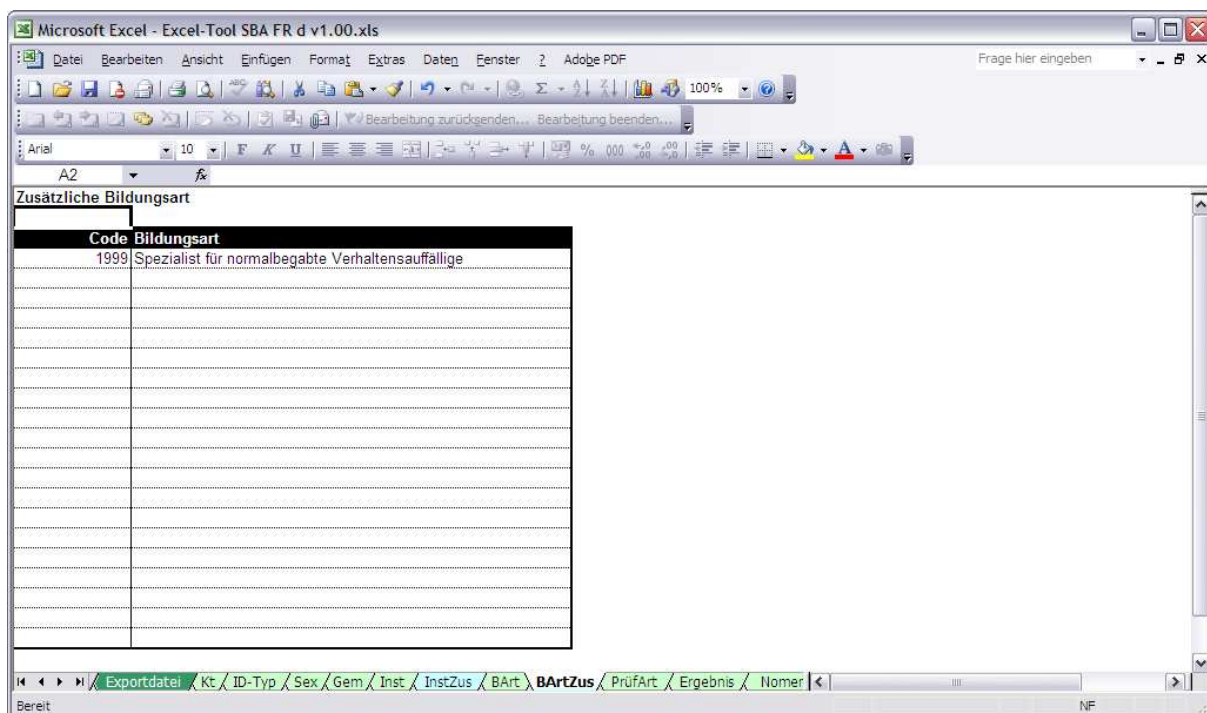 Microsoft Excel - Excel-Tool SBA FR d v1.00.xls
Datei Bearbeiten Ansicht Einfügen Format Extras Daten Fenster ? Adobe PDF Frage hier eingeben
100%
Bearbeitung zurücksenden... Bearbeitung beenden...
Arial 10 F K U % 000
A2 fx
Zusätzliche Bildungsart
Code Bildungsart
1999 Spezialist für normalbegabte Verhaltensauffällige
Exportdatei Kt ID-Typ Sex Gem Inst InstZus BArt BArtZus PrüfArt Ergebnis Nomer
Bereit NF